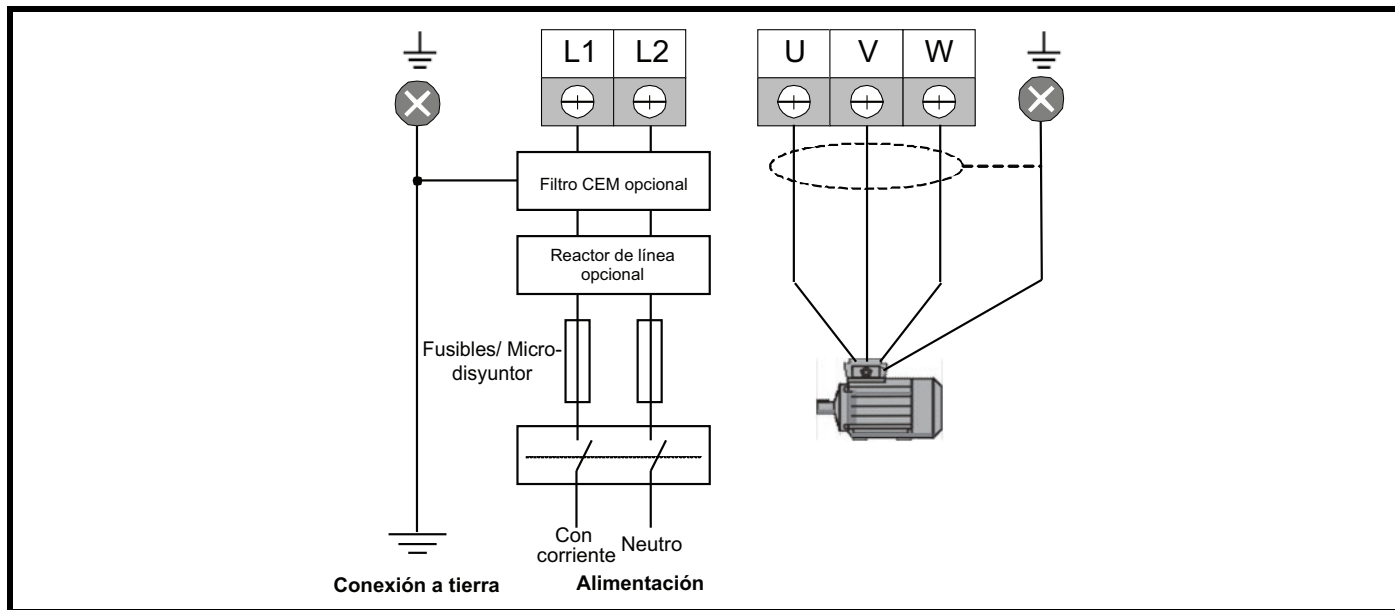 L1 L2 U V W
Filtro CEM opcional
Reactor de línea
opcional
Fusibles/ Micro-
disyuntor
Con
corriente
Neutro
Conexión a tierra
Alimentación